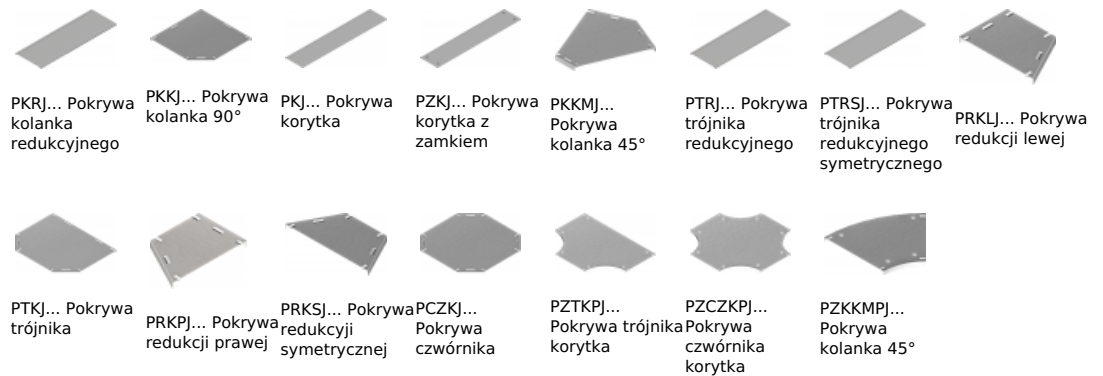 PKRJ... Pokrywa
kolanka
redukcyjnego
PKKJ... Pokrywa
kolanka 90°
PKJ... Pokrywa
korytka
PZKJ... Pokrywa
korytka z
zamkiem
PKKMJ...
Pokrywa
kolanka 45°
PTRJ... Pokrywa
trójnika
redukcyjnego
PTRSJ... Pokrywa
trójnika
redukcyjnego
symetrycznego
PRKLJ... Pokrywa
redukcji lewej
PTKJ... Pokrywa
trójnika
PRKPJ... Pokrywa
redukcji prawej
PRKSJ... Pokrywa
redukcyji
symetrycznej
PCZKJ...
Pokrywa
czwórnika
PZTKPJ...
Pokrywa trójnika
korytka
PZCZKPJ...
Pokrywa
czwórnika
korytka
PZKKMPJ...
Pokrywa
kolanka 45°